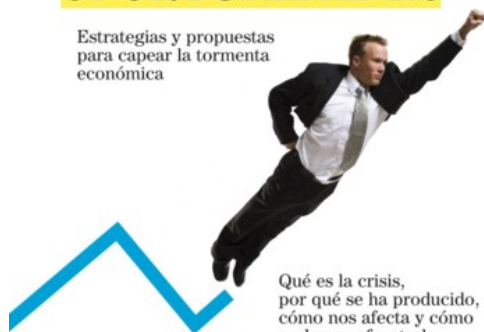 Estrategias y propuestas
para capear la tormenta
económica
Qué es la crisis,
por qué se ha producido,
cómo nos afecta y cómo